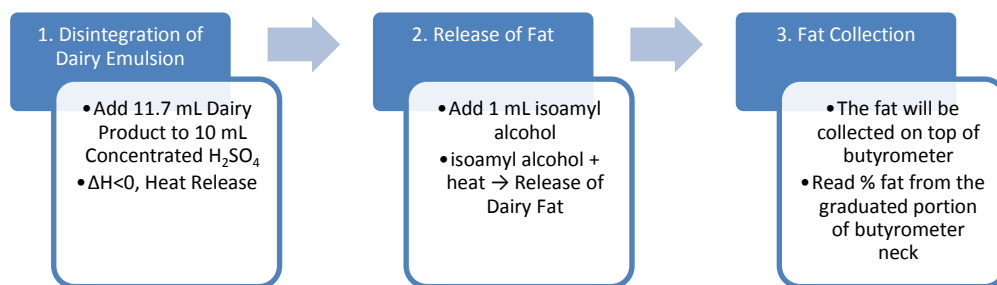 1. Disintegration of
Dairy Emulsion
•Add 11.7 mL Dairy
Product to 10 mL
Concentrated H₂SO₄
•ΔH<0, Heat Release
2. Release of Fat
•Add 1 mL isoamyl
alcohol
•isoamyl alcohol +
heat → Release of
Dairy Fat
3. Fat Collection
•The fat will be
collected on top of
butyrometer
•Read % fat from the
graduated portion
of butyrometer
neck